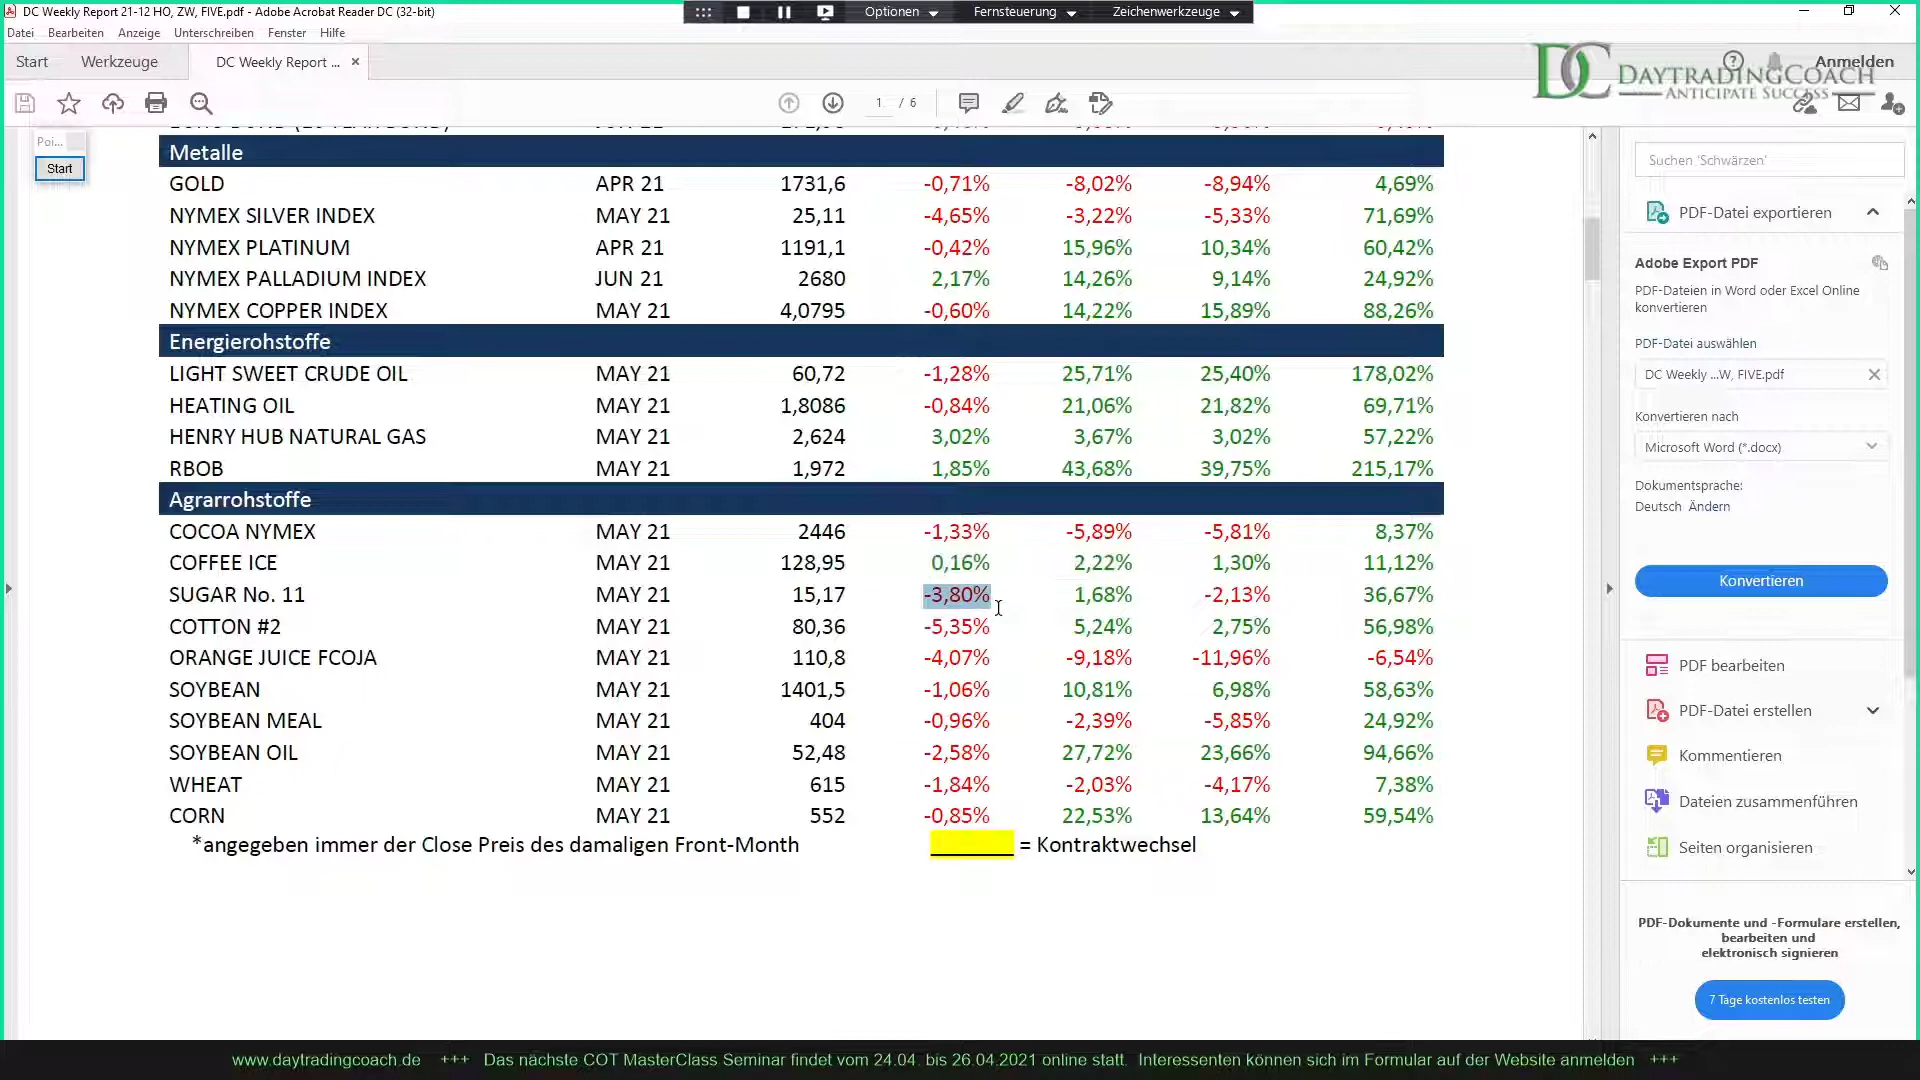 DC Weekly Report 21-12 HO, ZW, FIVE.pdf - Adobe Acrobat Reader DC (32-bit)
Optionen Fernsteuerung Zeichenwerkzeuge
Datei Bearbeiten Anzeige Unterschreiben Fenster Hilfe
Start Werkzeuge DC Weekly Report ... × Anmelden
DC DAYTRADINGCOACH
ANTICIPATE SUCCESS
1 / 6
Poi...
Start
Metalle
GOLD APR 21 1731,6 -0,71% -8,02% -8,94% 4,69%
NYMEX SILVER INDEX MAY 21 25,11 -4,65% -3,22% -5,33% 71,69%
NYMEX PLATINUM APR 21 1191,1 -0,42% 15,96% 10,34% 60,42%
NYMEX PALLADIUM INDEX JUN 21 2680 2,17% 14,26% 9,14% 24,92%
NYMEX COPPER INDEX MAY 21 4,0795 -0,60% 14,22% 15,89% 88,26%
Energierohstoffe
LIGHT SWEET CRUDE OIL MAY 21 60,72 -1,28% 25,71% 25,40% 178,02%
HEATING OIL MAY 21 1,8086 -0,84% 21,06% 21,82% 69,71%
HENRY HUB NATURAL GAS MAY 21 2,624 3,02% 3,67% 3,02% 57,22%
RBOB MAY 21 1,972 1,85% 43,68% 39,75% 215,17%
Agrarrohstoffe
COCOA NYMEX MAY 21 2446 -1,33% -5,89% -5,81% 8,37%
COFFEE ICE MAY 21 128,95 0,16% 2,22% 1,30% 11,12%
SUGAR No. 11 MAY 21 15,17 -3,80% 1,68% -2,13% 36,67%
COTTON #2 MAY 21 80,36 -5,35% 5,24% 2,75% 56,98%
ORANGE JUICE FCOJA MAY 21 110,8 -4,07% -9,18% -11,96% -6,54%
SOYBEAN MAY 21 1401,5 -1,06% 10,81% 6,98% 58,63%
SOYBEAN MEAL MAY 21 404 -0,96% -2,39% -5,85% 24,92%
SOYBEAN OIL MAY 21 52,48 -2,58% 27,72% 23,66% 94,66%
WHEAT MAY 21 615 -1,84% -2,03% -4,17% 7,38%
CORN MAY 21 552 -0,85% 22,53% 13,64% 59,54%
*angegeben immer der Close Preis des damaligen Front-Month = Kontraktwechsel
Suchen 'Schwärzen'
PDF-Datei exportieren
Adobe Export PDF
PDF-Dateien in Word oder Excel Online
konvertieren
PDF-Datei auswählen
DC Weekly ...W, FIVE.pdf
Konvertieren nach
Microsoft Word (*.docx)
Dokumentsprache:
Deutsch Ändern
Konvertieren
PDF bearbeiten
PDF-Datei erstellen
Kommentieren
Dateien zusammenführen
Seiten organisieren
PDF-Dokumente und -Formulare erstellen,
bearbeiten und
elektronisch signieren
7 Tage kostenlos testen
www.daytradingcoach.de +++ Das nächste COT MasterClass Seminar findet vom 24.04. bis 26.04.2021 online statt. Interessenten können sich im Formular auf der Website anmelden +++